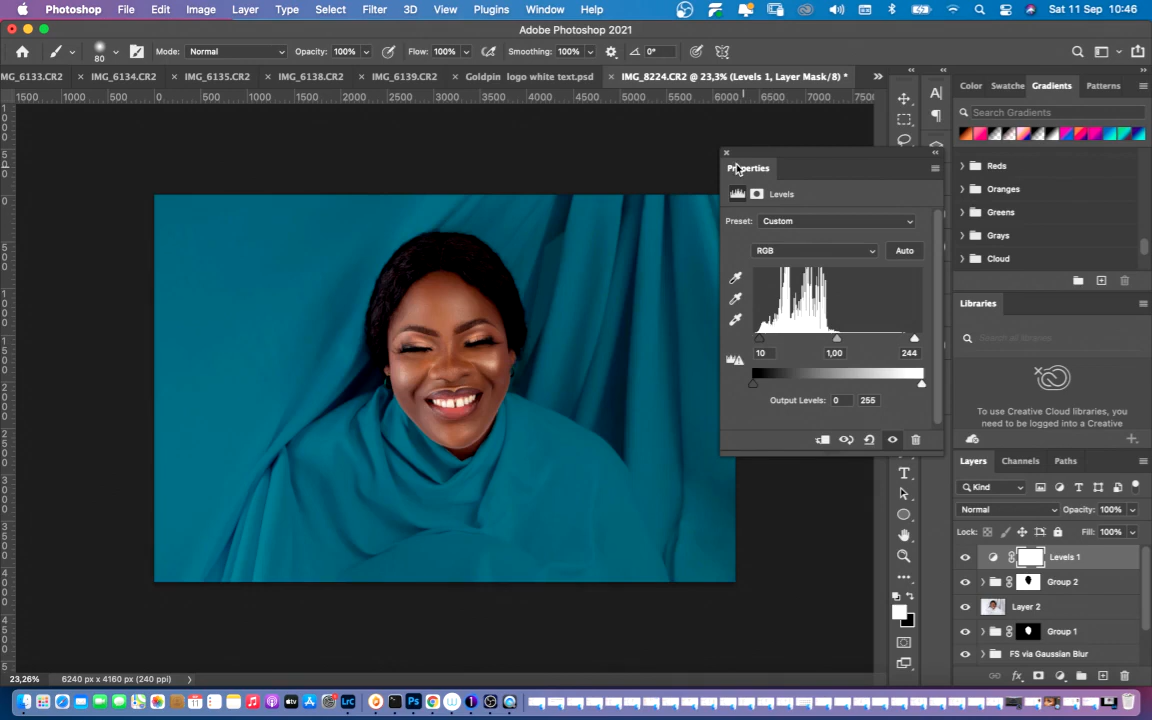 Photoshop File Edit Image Layer Type Select Filter 3D View Plugins Window Help Sat 11 Sep 10:46
Adobe Photoshop 2021
80 Mode: Normal Opacity: 100% Flow: 100% Smoothing: 100% 0°
IMG_6133.CR2 × IMG_6134.CR2 × IMG_6135.CR2 × IMG_6138.CR2 × IMG_6139.CR2 × Goldpin logo white text.psd × IMG_8224.CR2 @ 23,3% (Levels 1, Layer Mask/8) *
1500 1000 500 0 500 1000 1500 2000 2500 3000 3500 4000 4500 5000 5500 6000 6500 7000 7500
Color Swatche Gradients Patterns
Search Gradients
Reds
Oranges
Greens
Grays
Cloud
Properties
Levels
Preset: Custom
RGB Auto
10 1,00 244
Output Levels: 0 255
Libraries
To use Creative Cloud libraries, you
need to be logged into a Creative
Layers Channels Paths
Kind
Normal Opacity: 100%
Lock: Fill: 100%
Levels 1
Group 2
Layer 2
Group 1
FS via Gaussian Blur
23,26% 6240 px x 4160 px (240 ppi)